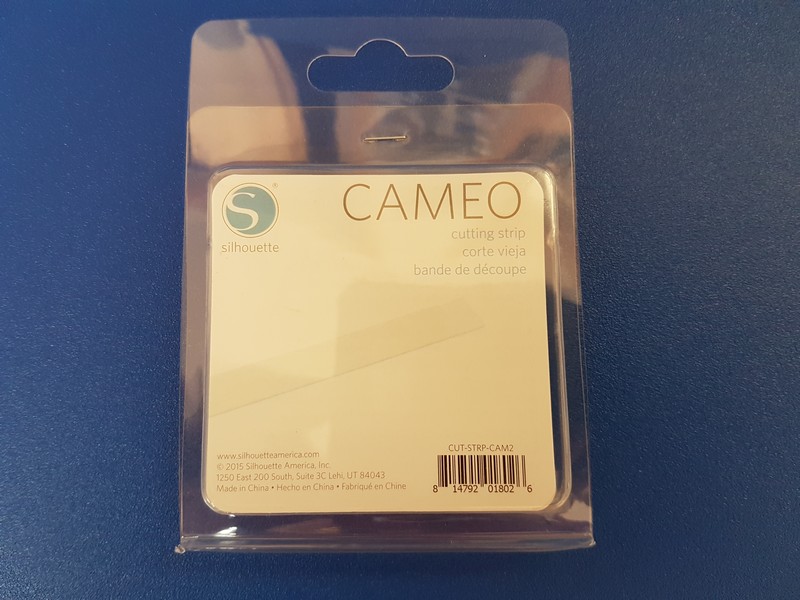 S
®
silhouette
CAMEO
cutting strip
corte vieja
bande de découpe
www.silhouetteamerica.com
© 2015 Silhouette America, Inc.
1250 East 200 South, Suite 3C Lehi, UT 84043
Made in China • Hecho en China • Fabriqué en Chine
CUT-STRP-CAM2
8 14792 01802 6